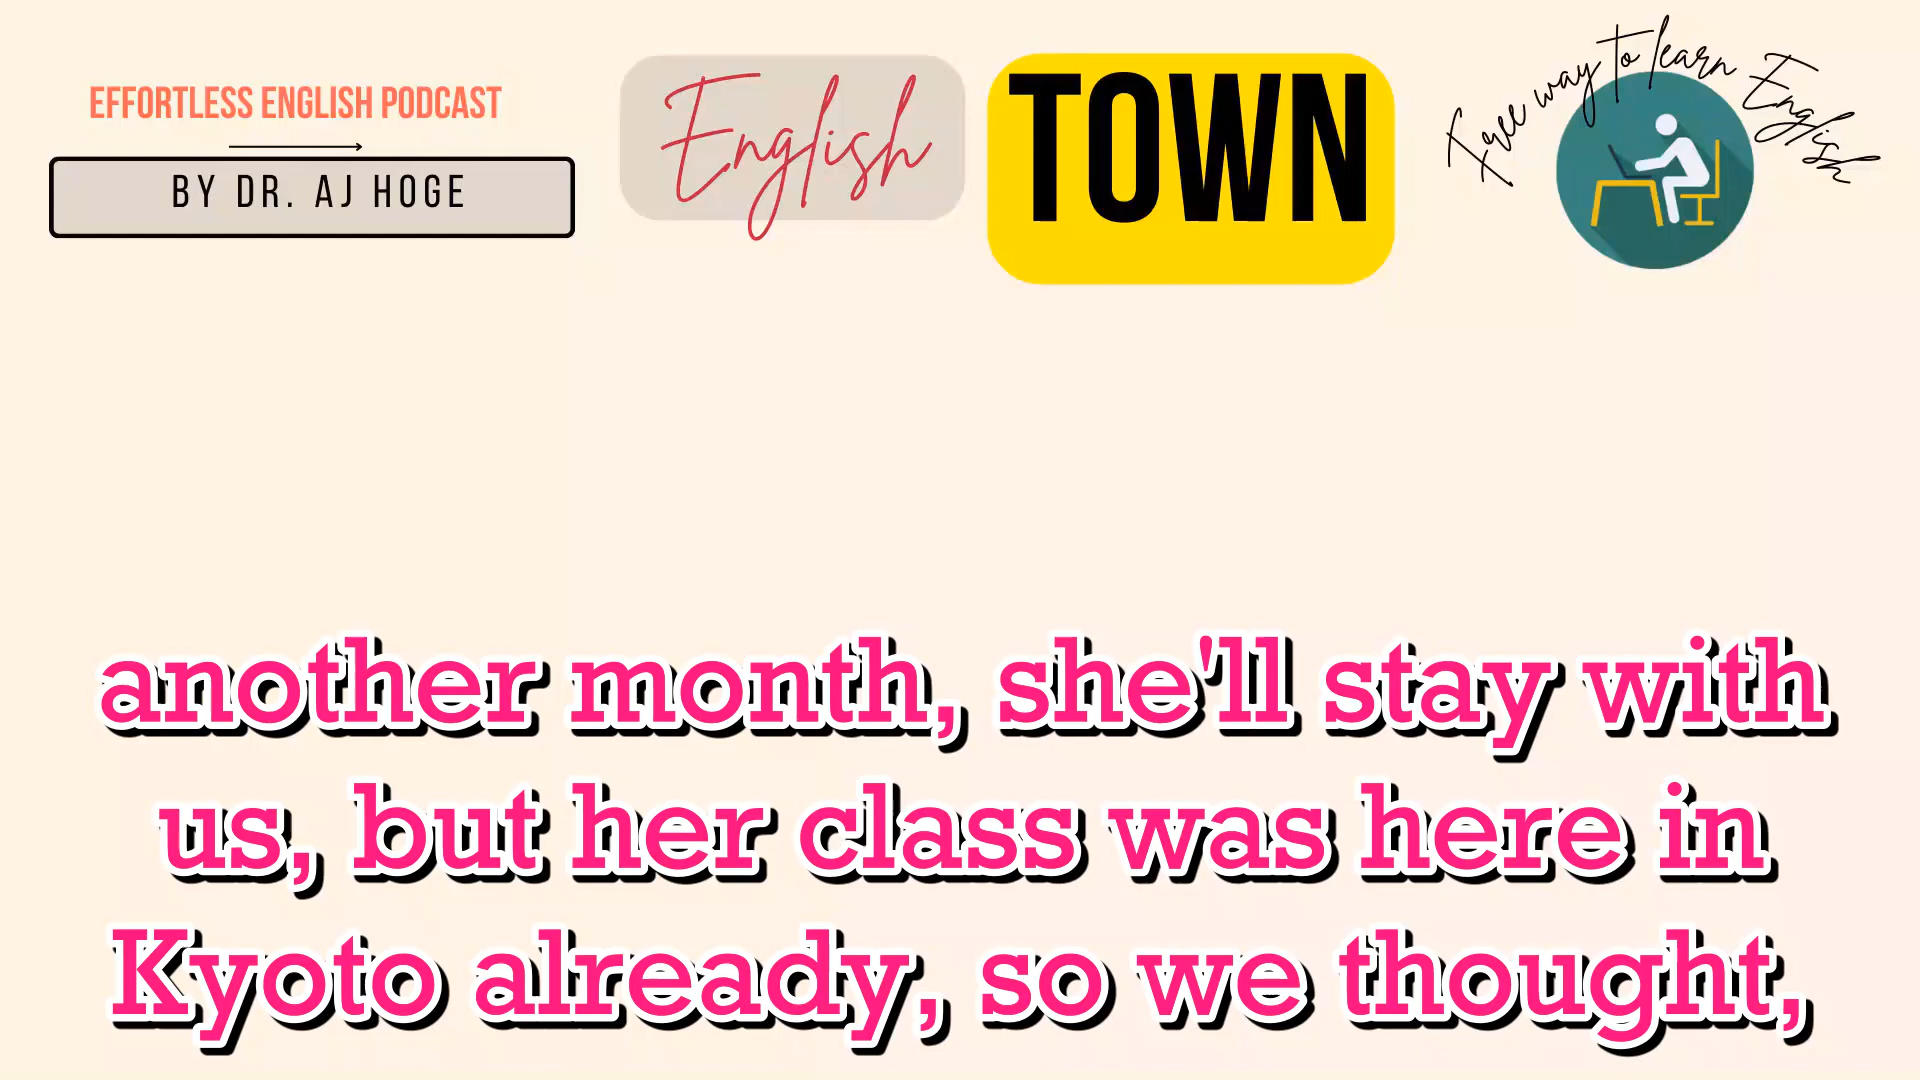 EFFORTLESS ENGLISH PODCAST
BY DR. AJ HOGE
English
TOWN
Free way to learn English
another month, she'll stay with
us, but her class was here in
Kyoto already, so we thought,